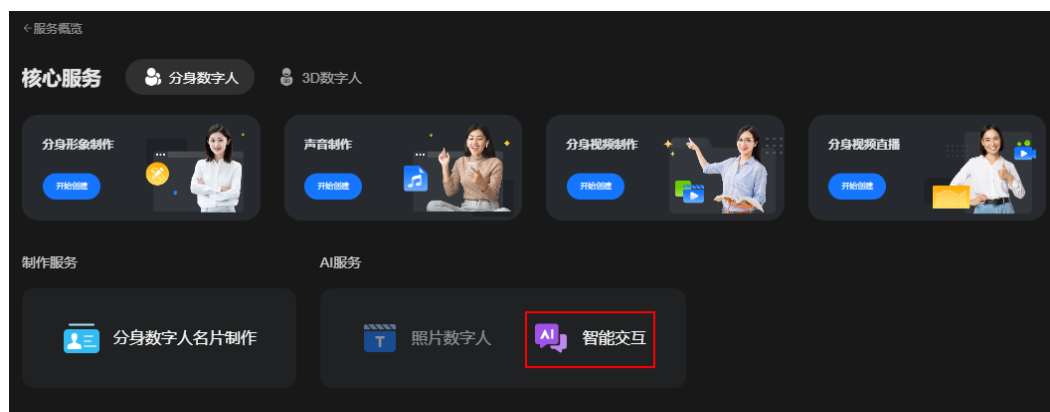 ←服务概览
核心服务 分身数字人 3D数字人
分身形象制作 声音制作 分身视频制作 分身视频直播
开始创建 开始创建 开始创建 开始创建
制作服务 AI服务
分身数字人名片制作 T 照片数字人 AI 智能交互